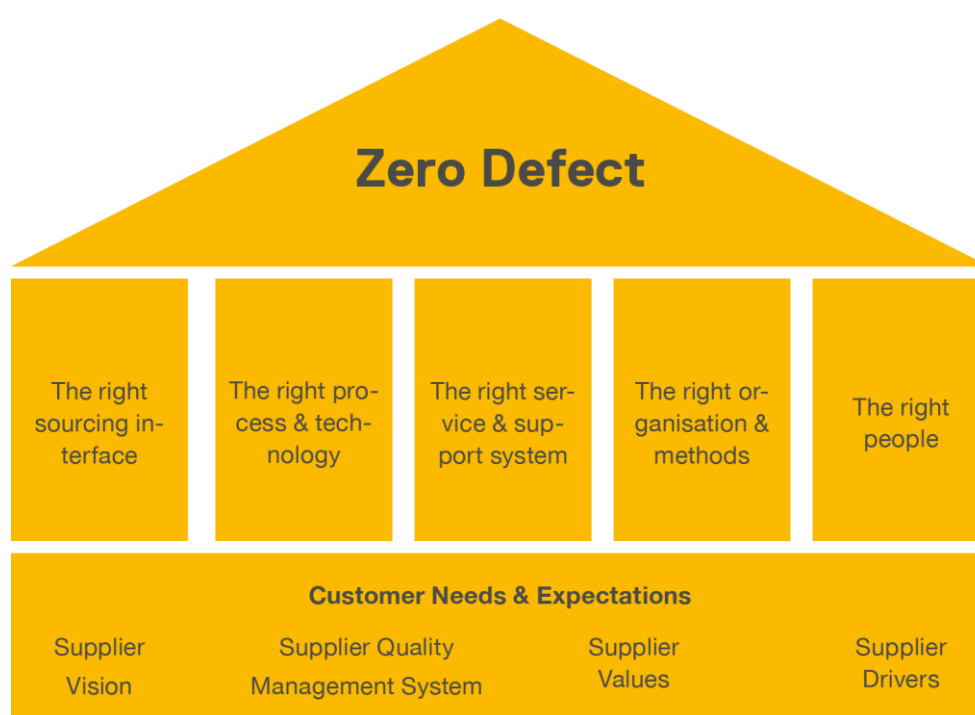 Zero Defect
The right
sourcing in-
terface
The right pro-
cess & tech-
nology
The right ser-
vice & sup-
port system
The right or-
ganisation &
methods
The right
people
Customer Needs & Expectations
Supplier
Vision
Supplier Quality
Management System
Supplier
Values
Supplier
Drivers